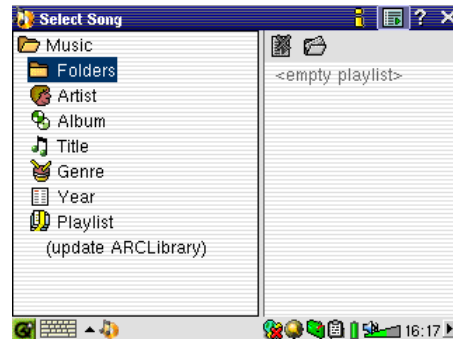 Select Song
?
Music
Folders
Artist
Album
Title
Genre
Year
Playlist
(update ARCLibrary)
<empty playlist>
16:17